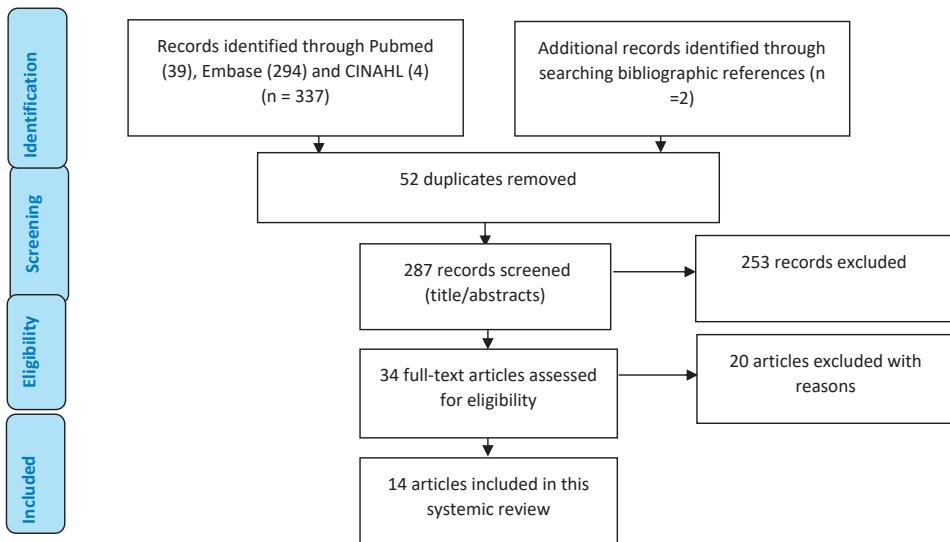 Identification
Records identified through Pubmed
(39), Embase (294) and CINAHL (4)
(n = 337)
Additional records identified through
searching bibliographic references (n
=2)
52 duplicates removed
Screening
287 records screened
(title/abstracts)
253 records excluded
Eligibility
34 full-text articles assessed
for eligibility
20 articles excluded with
reasons
Included
14 articles included in this
systemic review